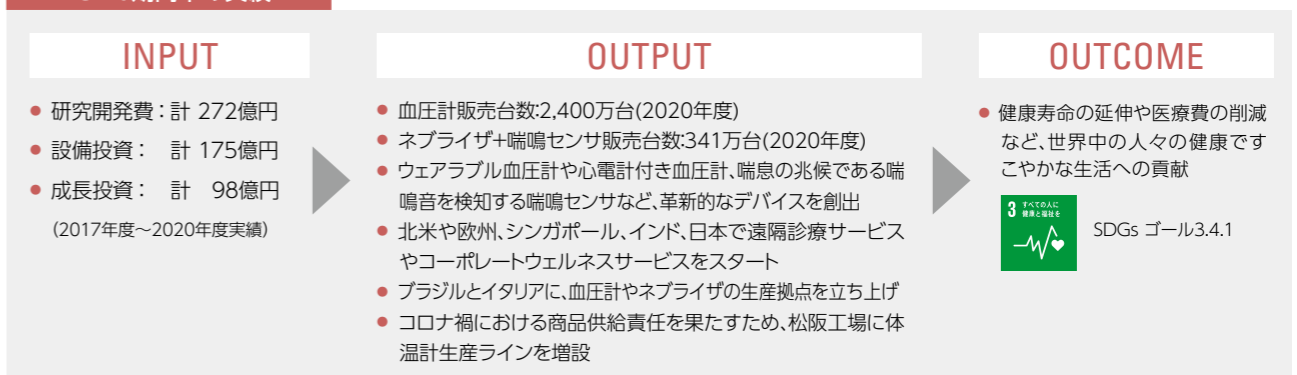 INPUT
● 研究開発費：計 272億円
● 設備投資： 計 175億円
● 成長投資： 計 98億円
(2017年度～2020年度実績)
OUTPUT
● 血圧計販売台数:2,400万台(2020年度)
● ネブライザ+喘鳴センサ販売台数:341万台(2020年度)
● ウェアラブル血圧計や心電計付き血圧計、喘息の兆候である喘
鳴音を検知する喘鳴センサなど、革新的なデバイスを創出
● 北米や欧州、シンガポール、インド、日本で遠隔診療サービス
やコーポレートウェルネスサービスをスタート
● ブラジルとイタリアに、血圧計やネブライザの生産拠点を立ち上げ
● コロナ禍における商品供給責任を果たすため、松阪工場に体
温計生産ラインを増設
OUTCOME
● 健康寿命の延伸や医療費の削減
など、世界中の人々の健康ですこ
こやかな生活への貢献
3 すべての人に
健康と福祉を
SDGs ゴール3.4.1